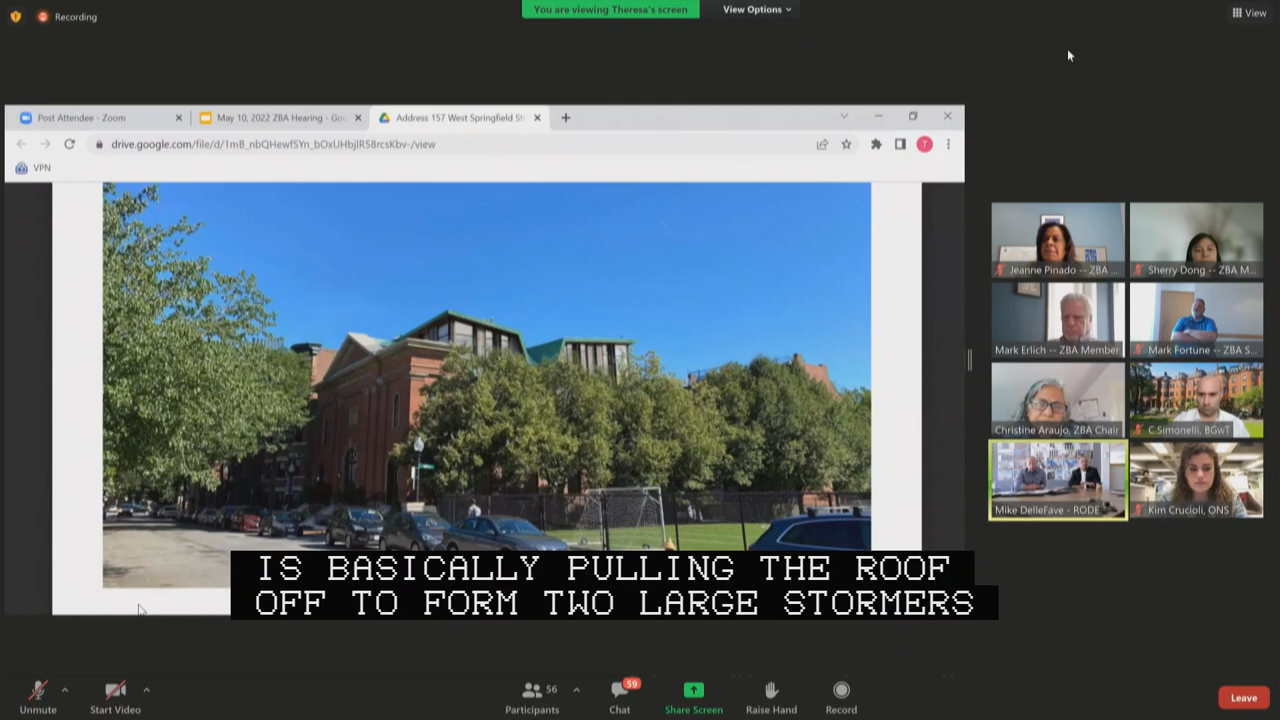 Recording
You are viewing Theresa's screen
View Options
View
Post Attendee - Zoom
May 10, 2022 ZBA Hearing - Goo
Address 157 West Springfield St
drive.google.com/file/d/1mB_nbQHewfSYn_bOxUHbjlR58rcsKbv-/view
T
VPN
Jeanne Pinado -- ZBA ...
Sherry Dong -- ZBA M...
Mark Erlich -- ZBA Member
Mark Fortune -- ZBA S...
Christine Araujo, ZBA Chair
C.Simonelli, BGwT
Mike DelleFave - RODE
Kim Crucioli, ONS
IS BASICALLY PULLING THE ROOF
OFF TO FORM TWO LARGE STORMERS
Unmute
Start Video
56
Participants
59
Chat
Share Screen
Raise Hand
Record
Leave